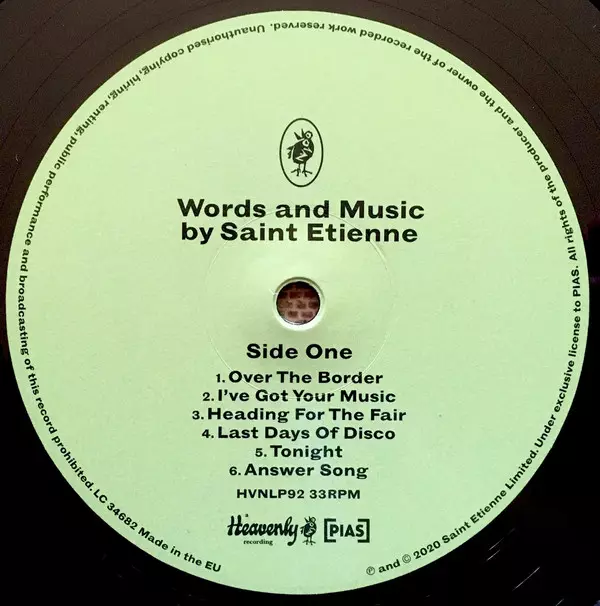 Words and Music
by Saint Etienne
Side One
1. Over The Border
2. I've Got Your Music
3. Heading For The Fair
4. Last Days Of Disco
5. Tonight
6. Answer Song
HVNLP92 33RPM
a
Heavenly
recording
[PIAS]
℗ and © 2020 Saint Etienne Limited. Under exclusive license to PIAS. All rights of the producer and the owner of the recorded work reserved. Unauthorised copying, hiring, renting, public performance and broadcasting of this record prohibited. LC 34682 Made in the EU